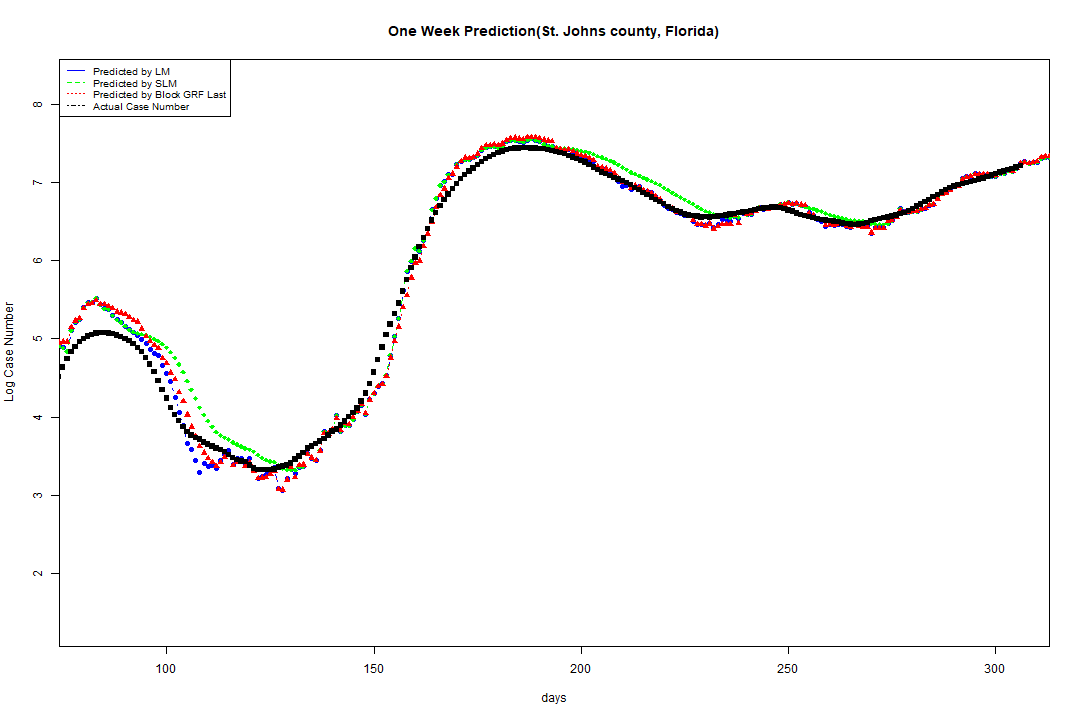 One Week Prediction(St. Johns county, Florida)
Predicted by LM
Predicted by SLM
Predicted by Block GRF Last
Actual Case Number
8
7
6
5
4
3
2
Log Case Number
100 150 200 250 300
days